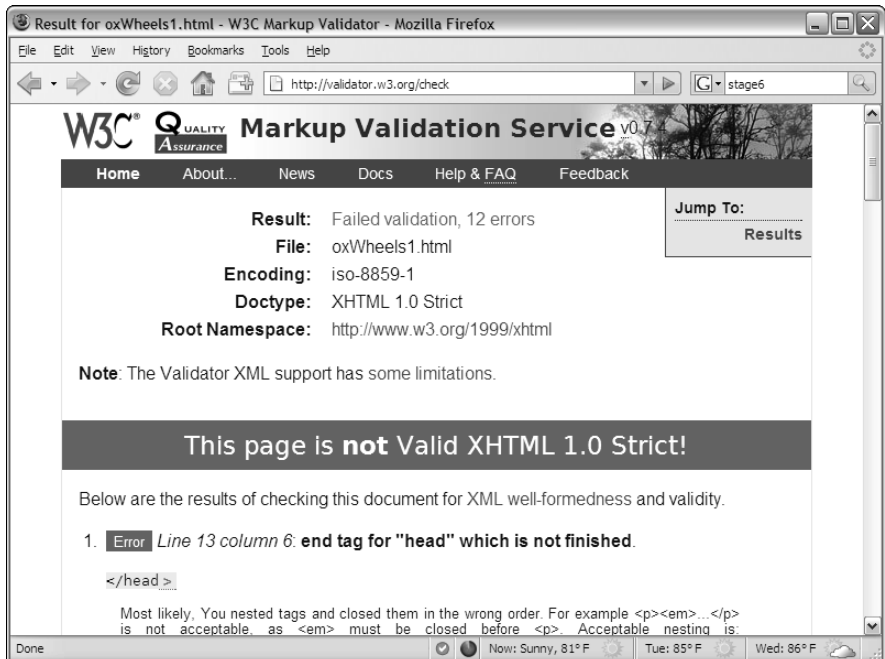 Result for oxWheels1.html - W3C Markup Validator - Mozilla Firefox
File Edit View History Bookmarks Tools Help
http://validator.w3.org/check
G stage6
W3C® QUALITY Assurance Markup Validation Service v0.7.4
Home About... News Docs Help & FAQ Feedback
Jump To:
Results
Result: Failed validation, 12 errors
File: oxWheels1.html
Encoding: iso-8859-1
Doctype: XHTML 1.0 Strict
Root Namespace: http://www.w3.org/1999/xhtml
Note: The Validator XML support has some limitations.
This page is not Valid XHTML 1.0 Strict!
Below are the results of checking this document for XML well-formedness and validity.
1. Error Line 13 column 6: end tag for "head" which is not finished.
</head >
Most likely, You nested tags and closed them in the wrong order. For example <p><em>...</p>
is not acceptable, as <em> must be closed before <p>. Acceptable nesting is:
Done Now: Sunny, 81° F Tue: 85° F Wed: 86° F